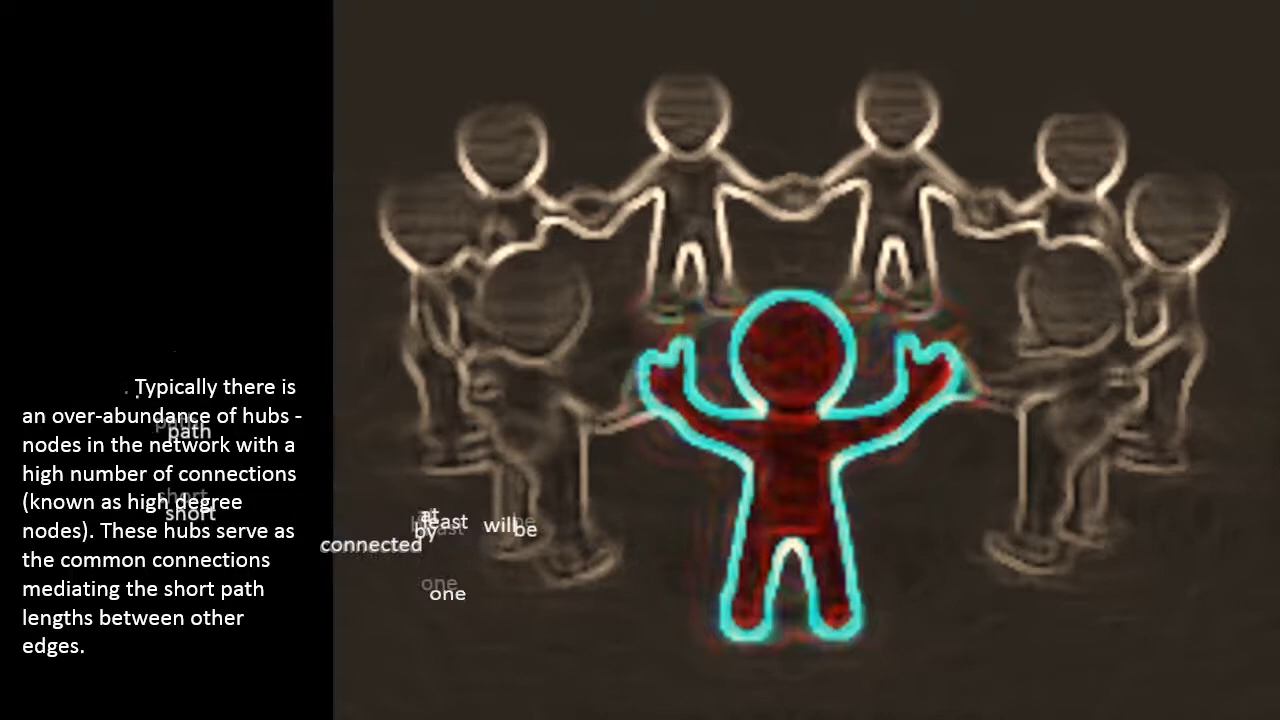 . Typically there is
an over-abundance of hubs -
path
nodes in the network with a
high number of connections
short
(known as high degree
short
nodes). These hubs serve as
the common connections
mediating the short path
lengths between other
edges.
at
least will be
by
connected
one
one